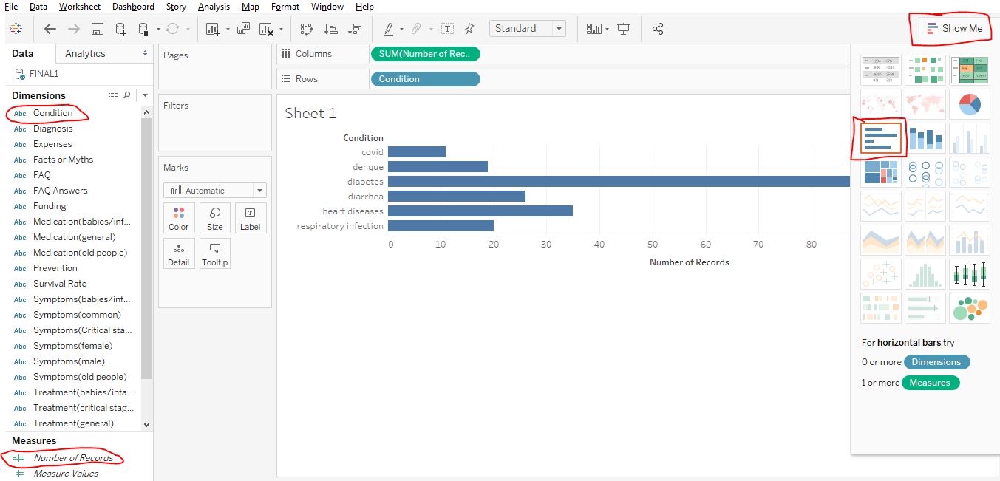 File Data Worksheet Dashboard Story Analysis Map Format Window Help
Standard
Show Me
Data Analytics
FINAL1
Dimensions
Abc Condition
Abc Diagnosis
Abc Expenses
Abc Facts or Myths
Abc FAQ
Abc FAQ Answers
Abc Funding
Abc Medication(babies/inf...
Abc Medication(general)
Abc Medication(old people)
Abc Prevention
Abc Survival Rate
Abc Symptoms(babies/inf...
Abc Symptoms(common)
Abc Symptoms(Critical sta...
Abc Symptoms(female)
Abc Symptoms(male)
Abc Symptoms(old people)
Abc Treatment(babies/infa...
Abc Treatment(critical stag...
Abc Treatment(general)
Measures
=# Number of Records
# Measure Values
Pages
Filters
Marks
Automatic
Color Size Label
Detail Tooltip
Columns SUM(Number of Rec..
Rows Condition
Sheet 1
Condition
covid
dengue
diabetes
diarrhea
heart diseases
respiratory infection
0 10 20 30 40 50 60 70 80
Number of Records
For horizontal bars try
0 or more Dimensions
1 or more Measures